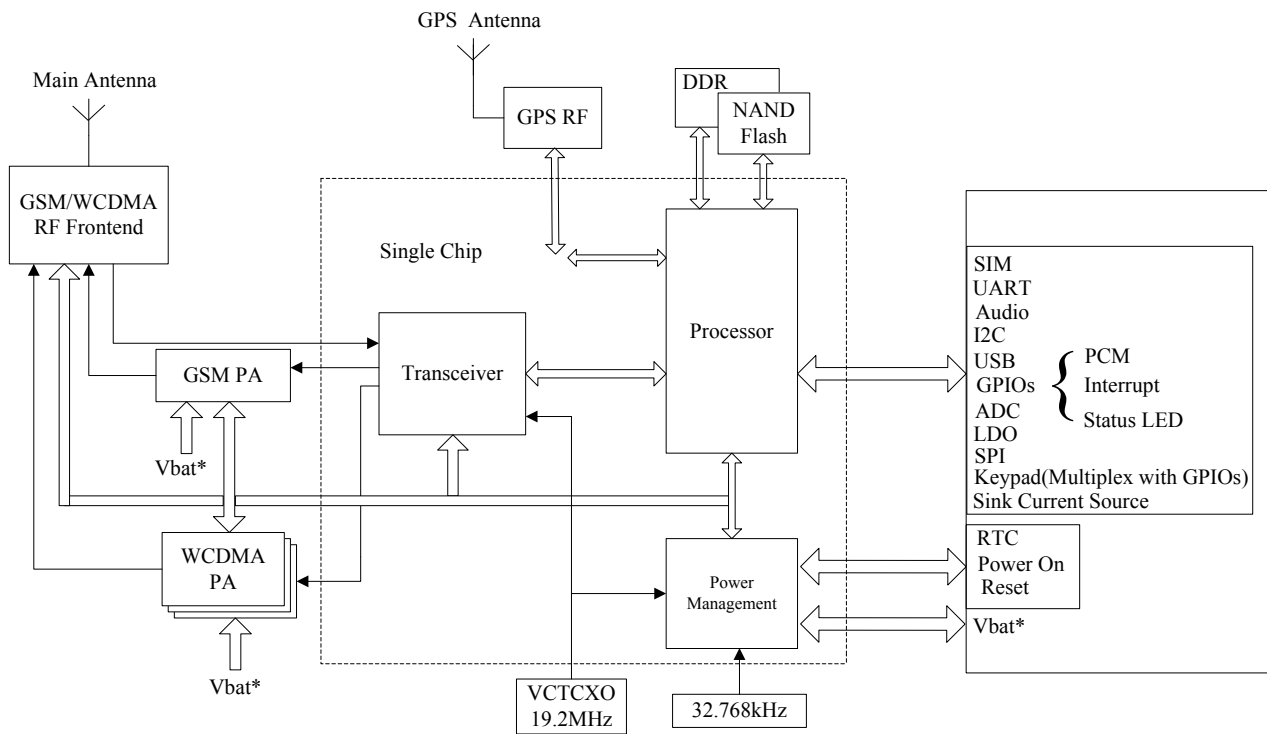 GPS Antenna
Main Antenna
DDR
NAND
Flash
GPS RF
GSM/WCDMA
RF Frontend
Single Chip
SIM
UART
Audio
I2C
USB
GPIOs
{
PCM
Interrupt
Status LED
ADC
LDO
SPI
Keypad(Multiplex with GPIOs)
Sink Current Source
Processor
Transceiver
GSM PA
Vbat*
WCDMA
PA
Vbat*
Power
Management
RTC
Power On
Reset
Vbat*
VCTCXO
19.2MHz
32.768kHz